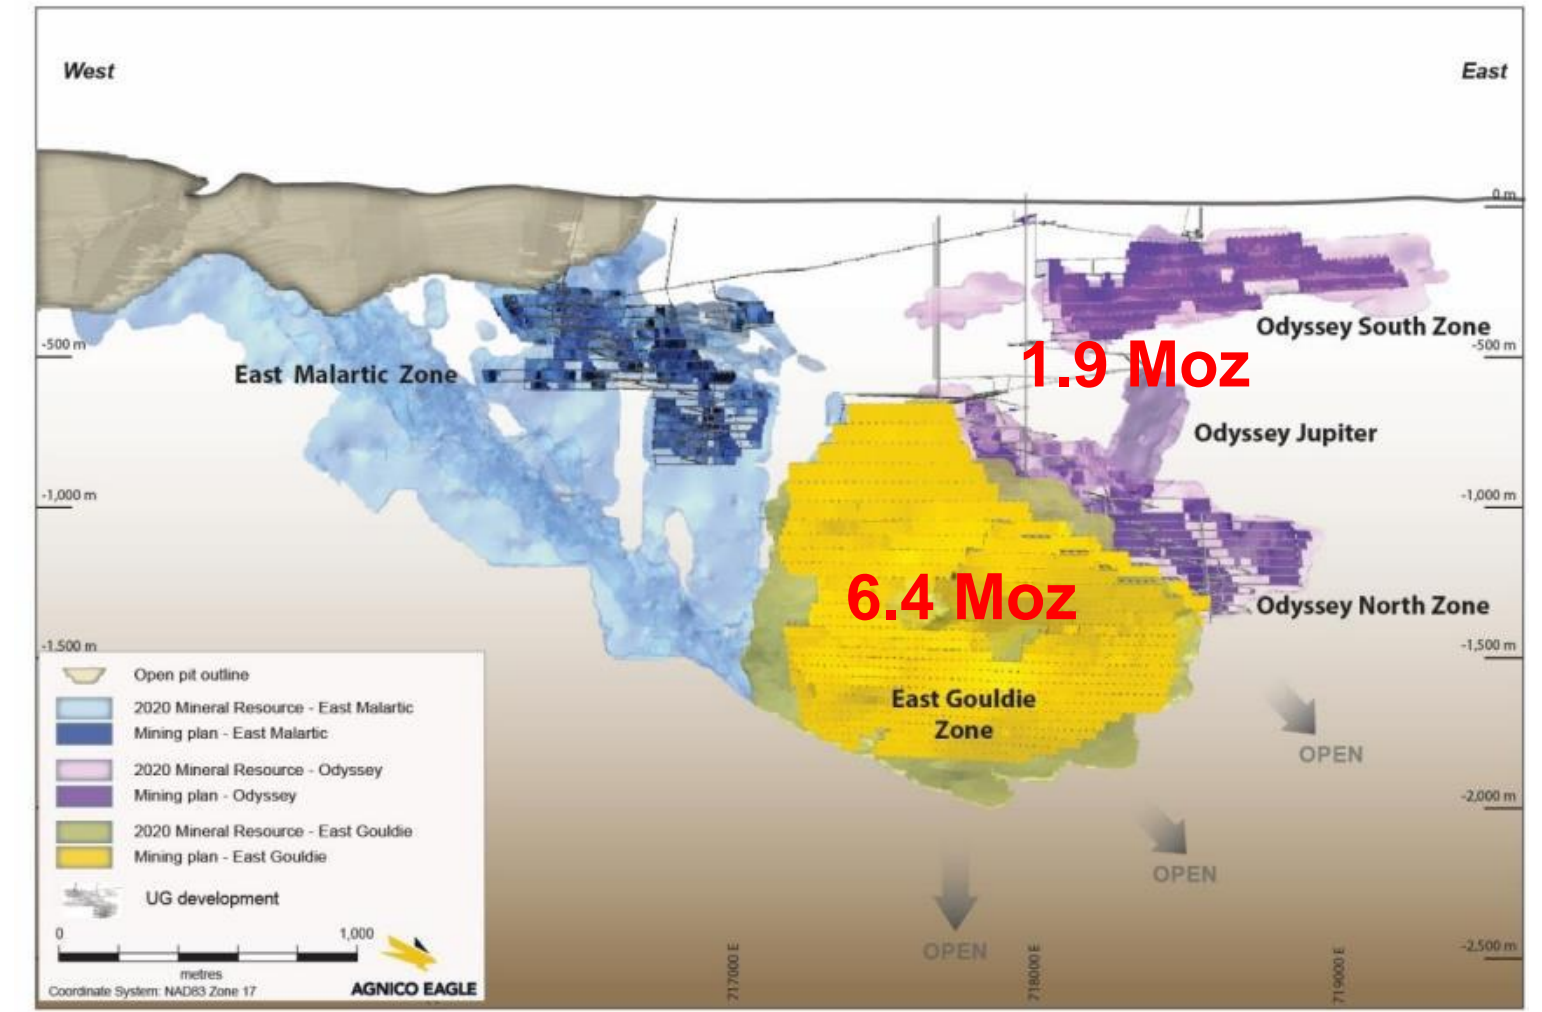 West
East
0 m
-500 m
-500 m
Odyssey South Zone
1.9 Moz
East Malartic Zone
Odyssey Jupiter
-1,000 m
-1,000 m
6.4 Moz
Odyssey North Zone
-1,500 m
-1,500 m
East Gouldie
Zone
OPEN
-2,000 m
OPEN
OPEN
-2,500 m
717000 E
718000 E
719000 E
Open pit outline
2020 Mineral Resource - East Malartic
Mining plan - East Malartic
2020 Mineral Resource - Odyssey
Mining plan - Odyssey
2020 Mineral Resource - East Gouldie
Mining plan - East Gouldie
UG development
0 1,000
metres
Coordinate System: NAD83 Zone 17
AGNICO EAGLE